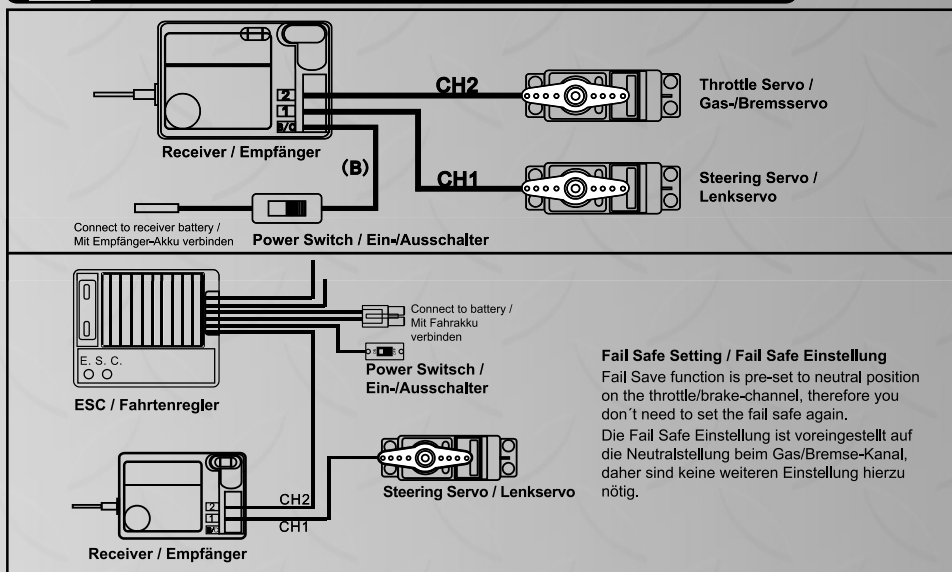 2
1
B/C
CH2
Throttle Servo /
Gas-/Bremsservo
Receiver / Empfänger
(B)
CH1
Steering Servo /
Lenkservo
Connect to receiver battery /
Mit Empfänger-Akku verbinden
Power Switch / Ein-/Ausschalter
Connect to battery /
Mit Fahrakku
verbinden
E. S. C.
Power Switsch /
Ein-/Ausschalter
ESC / Fahrtenregler
Fail Safe Setting / Fail Safe Einstellung
Fail Save function is pre-set to neutral position
on the throttle/brake-channel, therefore you
don´t need to set the fail safe again.
Die Fail Safe Einstellung ist voreingestellt auf
die Neutralstellung beim Gas/Bremse-Kanal,
daher sind keine weiteren Einstellung hierzu
nötig.
Steering Servo / Lenkservo
2
1
CH2
CH1
Receiver / Empfänger